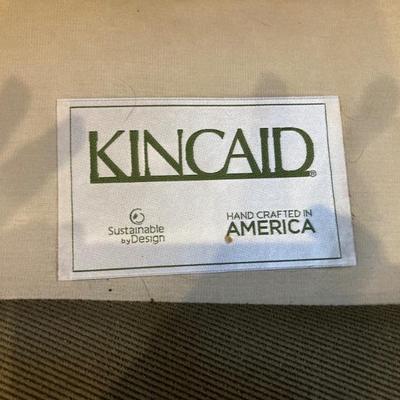 KINCAID®
Sustainable
by Design
HAND CRAFTED IN
AMERICA